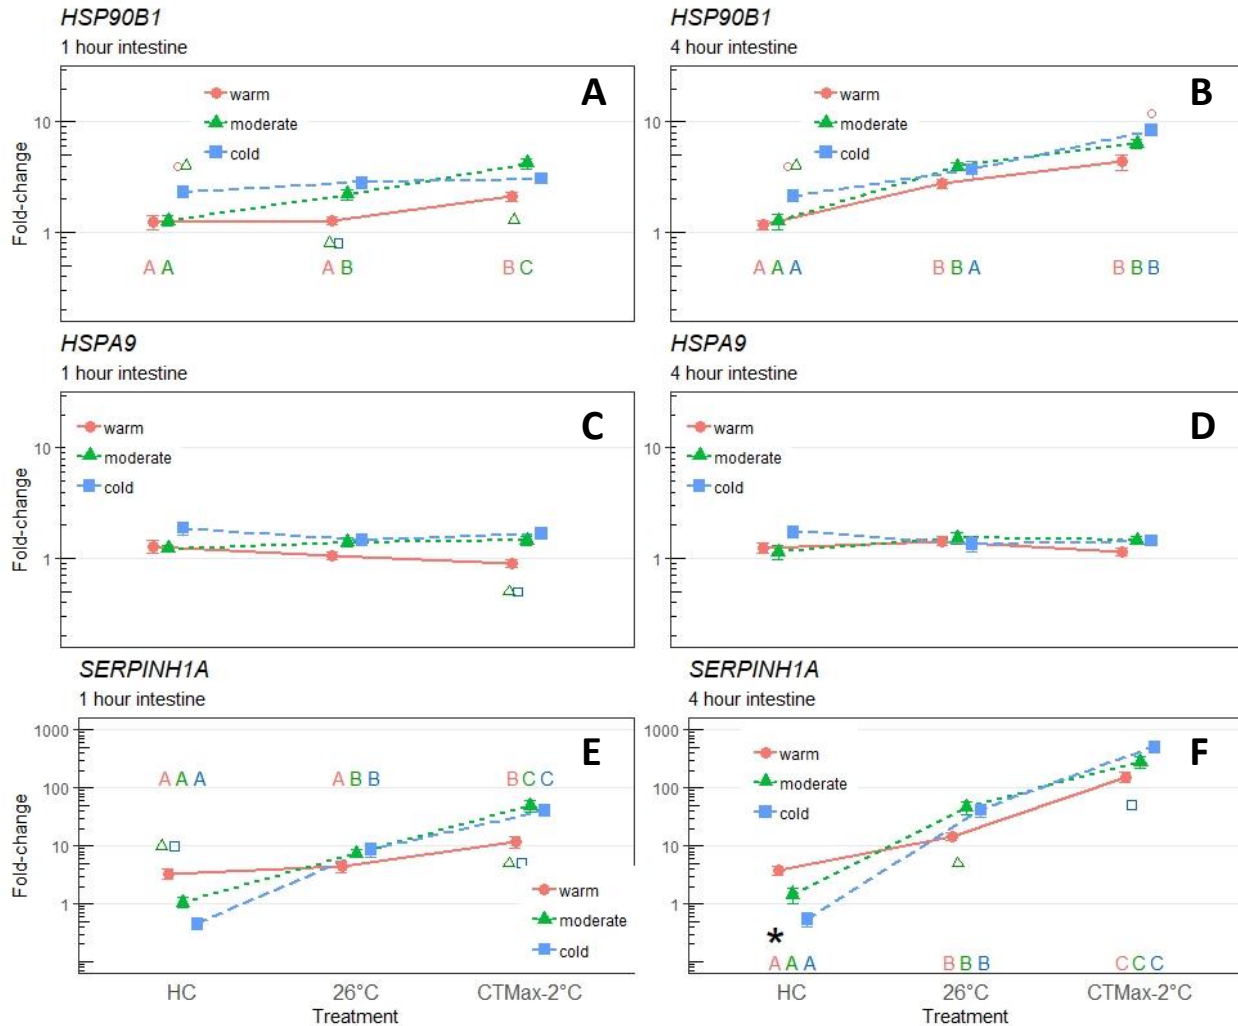 HSP90B1
1 hour intestine
A
warm
moderate
cold
10
1
Fold-change
A A
A B
B C
HSP90B1
4 hour intestine
B
warm
moderate
cold
10
1
A A A
B B A
B B B
HSPA9
1 hour intestine
C
warm
moderate
cold
10
1
Fold-change
HSPA9
4 hour intestine
D
warm
moderate
cold
10
1
SERPINH1A
1 hour intestine
E
1000
100
10
1
Fold-change
A A A
A B B
B C C
warm
moderate
cold
HC
26°C
CTMax-2°C
Treatment
SERPINH1A
4 hour intestine
F
1000
100
10
1
warm
moderate
cold
*
A A A
B B B
C C C
HC
26°C
CTMax-2°C
Treatment